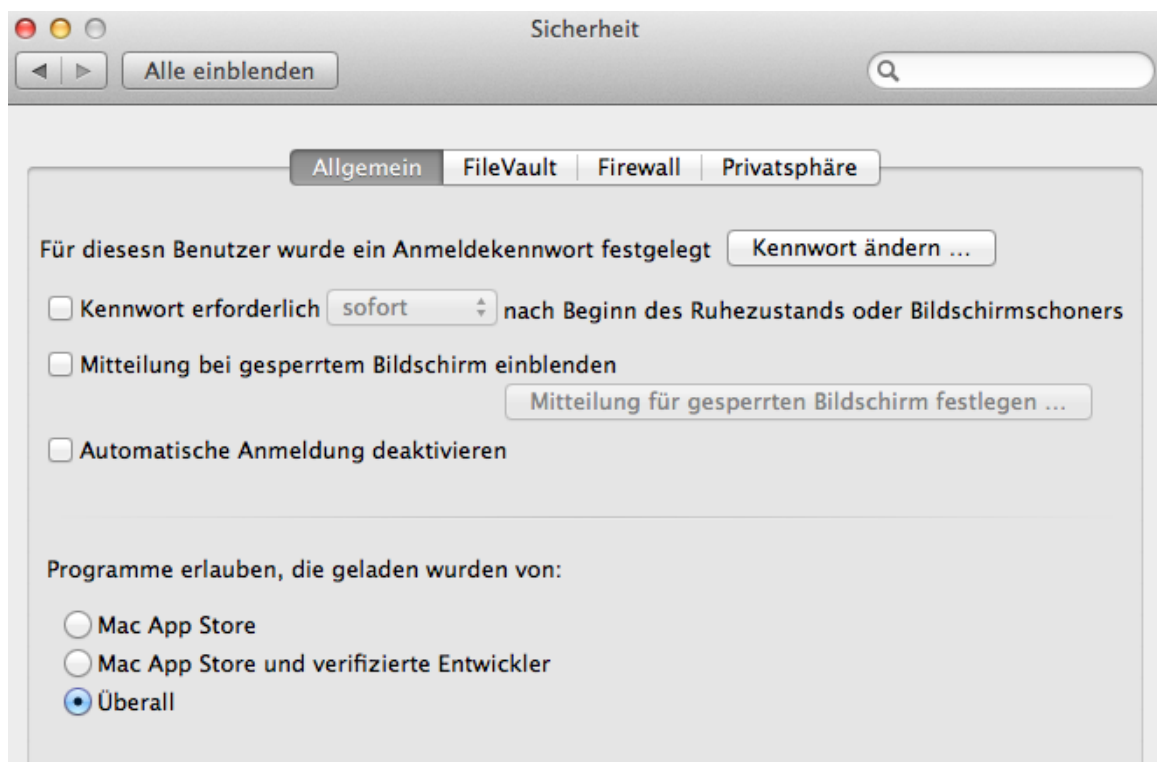 Sicherheit
Alle einblenden
Allgemein FileVault Firewall Privatsphäre
Für diesesn Benutzer wurde ein Anmeldekennwort festgelegt Kennwort ändern ...
Kennwort erforderlich sofort nach Beginn des Ruhezustands oder Bildschirmschoners
Mitteilung bei gesperrtem Bildschirm einblenden
Mitteilung für gesperrten Bildschirm festlegen ...
Automatische Anmeldung deaktivieren
Programme erlauben, die geladen wurden von:
Mac App Store
Mac App Store und verifizierte Entwickler
Überall